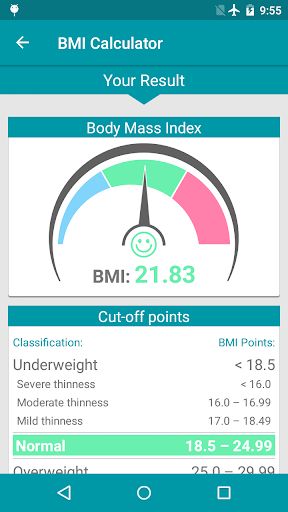 9:55
BMI Calculator
Your Result
Body Mass Index
BMI: 21.83
Cut-off points
Classification: BMI Points:
Underweight < 18.5
Severe thinness < 16.0
Moderate thinness 16.0 – 16.99
Mild thinness 17.0 – 18.49
Normal 18.5 – 24.99
Overweight 25.0 – 29.99